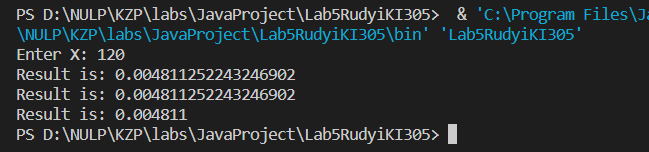 PS D:\NULP\KZP\labs\JavaProject\Lab5RudyiKI305> & 'C:\Program Files\Ja
\NULP\KZP\labs\JavaProject\Lab5RudyiKI305\bin' 'Lab5RudyiKI305'
Enter X: 120
Result is: 0.004811252243246902
Result is: 0.004811252243246902
Result is: 0.004811
PS D:\NULP\KZP\labs\JavaProject\Lab5RudyiKI305>